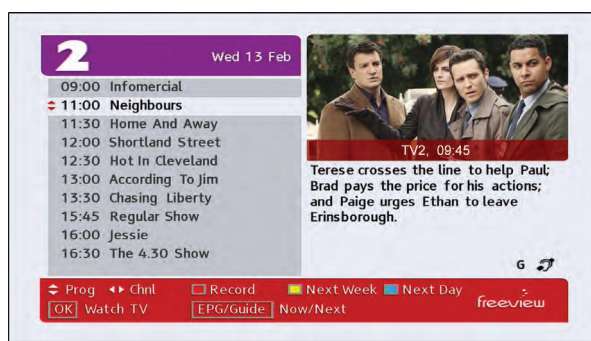 2
Wed 13 Feb
09:00 Infomercial
11:00 Neighbours
11:30 Home And Away
12:00 Shortland Street
12:30 Hot In Cleveland
13:00 According To Jim
13:30 Chasing Liberty
15:45 Regular Show
16:00 Jessie
16:30 The 4.30 Show
TV2, 09:45
Terese crosses the line to help Paul;
Brad pays the price for his actions;
and Paige urges Ethan to leave
Erinsborough.
G
Prog Chnl Record Next Week Next Day
OK Watch TV EPG/Guide Now/Next
freeview